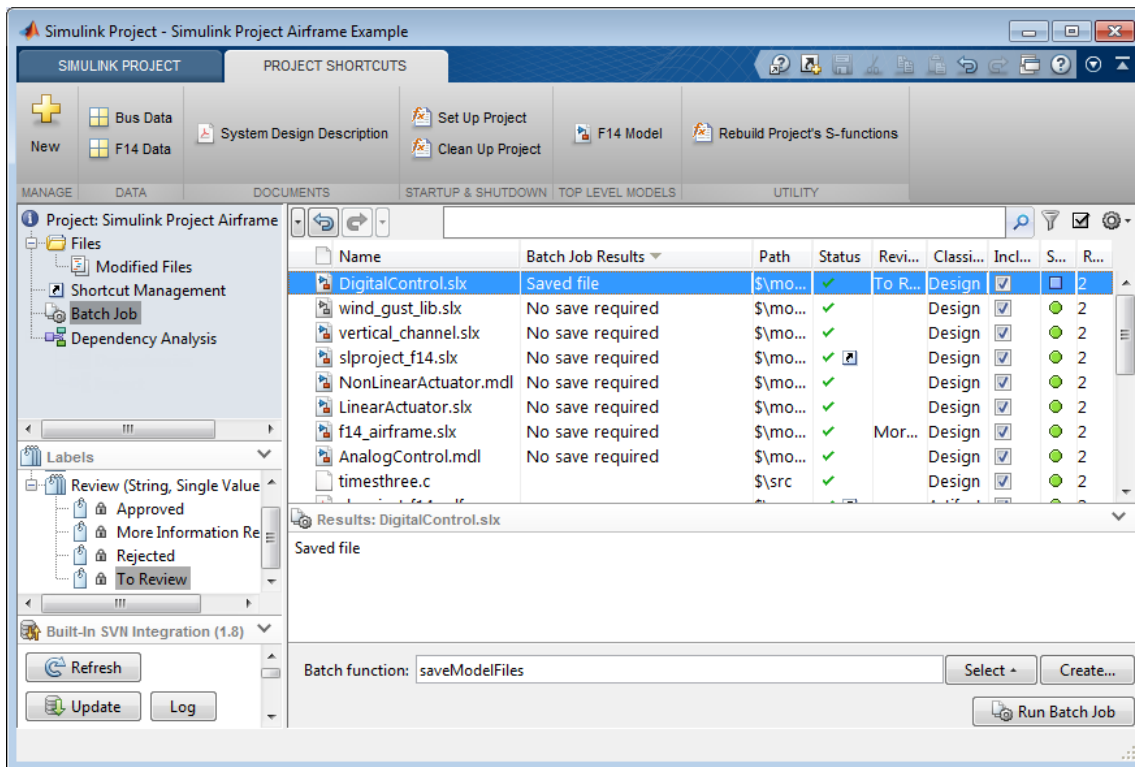 Simulink Project - Simulink Project Airframe Example
SIMULINK PROJECT PROJECT SHORTCUTS
New
Bus Data
F14 Data
System Design Description
Set Up Project
Clean Up Project
F14 Model
Rebuild Project's S-functions
MANAGE DATA DOCUMENTS STARTUP & SHUTDOWN TOP LEVEL MODELS UTILITY
Project: Simulink Project Airframe
Files
Modified Files
Shortcut Management
Batch Job
Dependency Analysis
Labels
Review (String, Single Value
Approved
More Information Re
Rejected
To Review
Built-In SVN Integration (1.8)
Refresh
Update Log
Name Batch Job Results Path Status Revi... Classi... Incl... S... R...
DigitalControl.slx Saved file $\mo... To R... Design 2
wind_gust_lib.slx No save required $\mo... Design 2
vertical_channel.slx No save required $\mo... Design 2
slproject_f14.slx No save required $\mo... Design 2
NonLinearActuator.mdl No save required $\mo... Design 2
LinearActuator.slx No save required $\mo... Design 2
f14_airframe.slx No save required $\mo... Mor... Design 2
AnalogControl.mdl No save required $\mo... Design 2
timesthree.c $\src Design 2
Results: DigitalControl.slx
Saved file
Batch function: saveModelFiles Select Create...
Run Batch Job